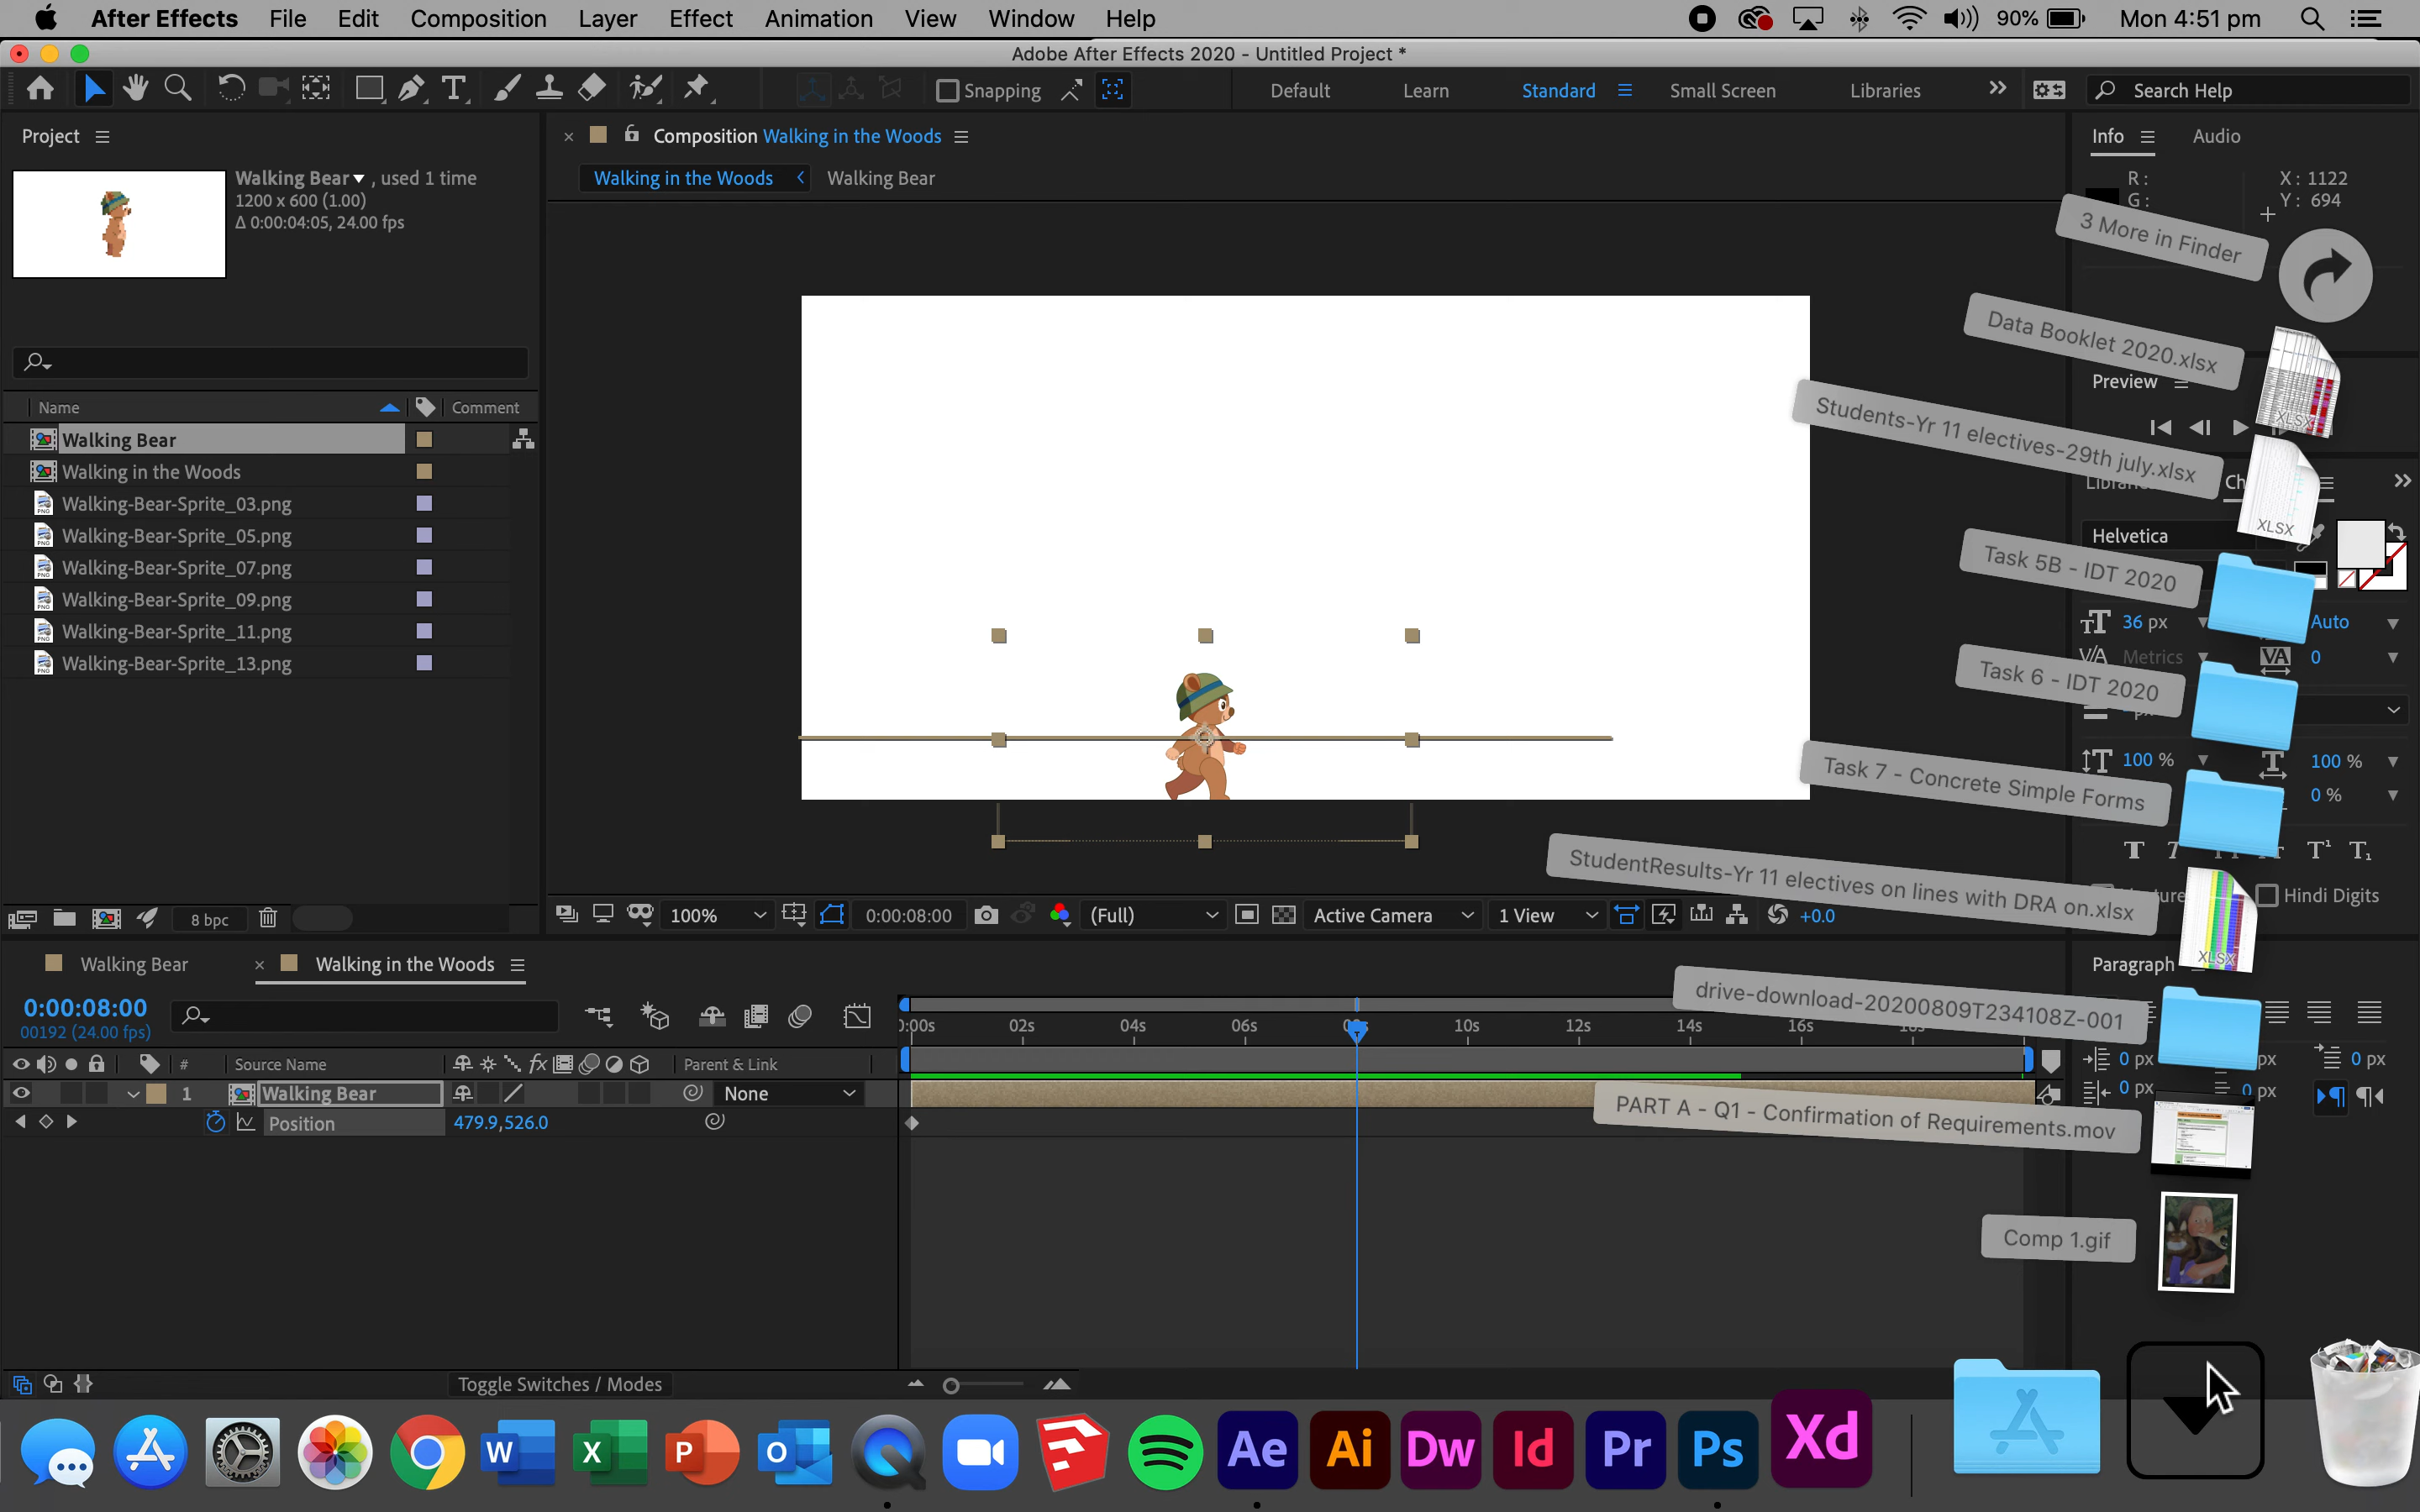 After Effects File Edit Composition Layer Effect Animation View Window Help 90% Mon 4:51 pm
Adobe After Effects 2020 - Untitled Project *
Snapping Default Learn Standard Small Screen Libraries Search Help
Project
Walking Bear , used 1 time
1200 x 600 (1.00)
Δ 0:00:04:05, 24.00 fps
Name Comment
Walking Bear
Walking in the Woods
Walking-Bear-Sprite_03.png
Walking-Bear-Sprite_05.png
Walking-Bear-Sprite_07.png
Walking-Bear-Sprite_09.png
Walking-Bear-Sprite_11.png
Walking-Bear-Sprite_13.png
8 bpc
Composition Walking in the Woods
Walking in the Woods Walking Bear
100% 0:00:08:00 (Full) Active Camera 1 View +0.0
Info Audio
R: X: 1122
G: Y: 694
3 More in Finder
Data Booklet 2020.xlsx
XLSX
Preview
Students-Yr 11 electives-29th july.xlsx
XLSX
Helvetica
Task 5B - IDT 2020
36 px Auto
Metrics 0
Task 6 - IDT 2020
px
100 % 100 %
Task 7 - Concrete Simple Forms
0 %
StudentResults-Yr 11 electives on lines with DRA on.xlsx
XLSX
Hindi Digits
Paragraph
drive-download-20200809T234108Z-001
0 px px 0 px
0 px 0 px
PART A - Q1 - Confirmation of Requirements.mov
Comp 1.gif
Walking Bear Walking in the Woods
0:00:08:00
00192 (24.00 fps)
0:00s 02s 04s 06s 08s 10s 12s 14s 16s
# Source Name fx Parent & Link
1 Walking Bear None
Position 479.9,526.0
Toggle Switches / Modes
W X P O Ae Ai Dw Id Pr Ps Xd